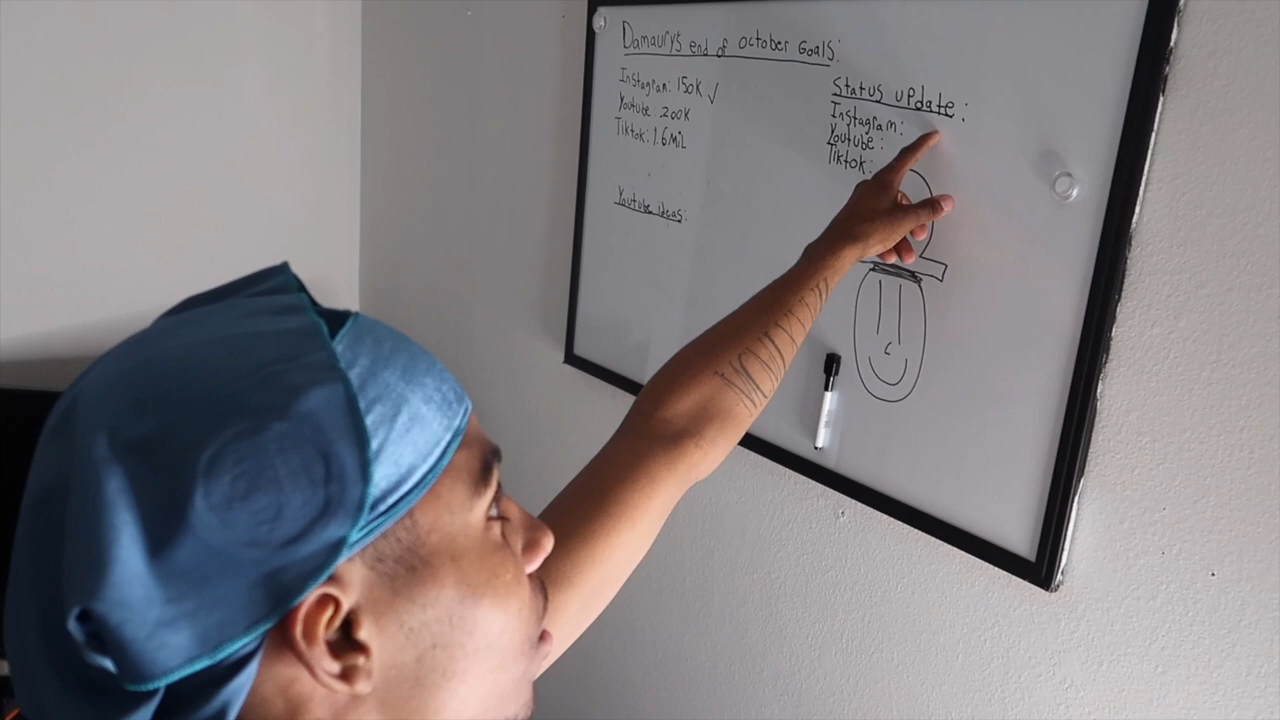 Damaury's end of october Goals:
Instagram: 150K ✓
Youtube: 200K
Tiktok: 1.6Mil
Youtube ideas:
Status update:
Instagram:
Youtube:
Tiktok: